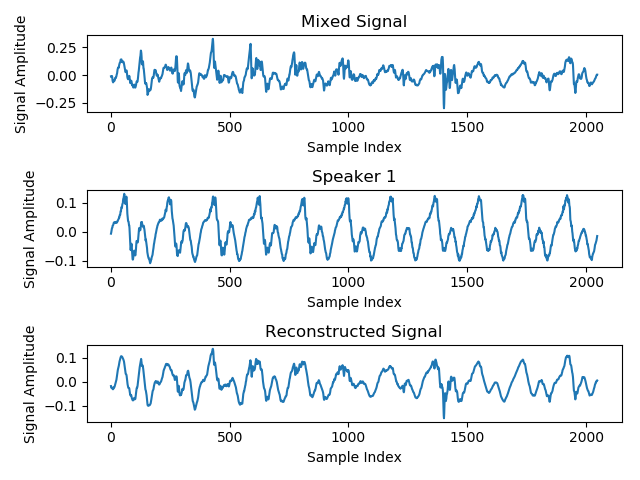 Mixed Signal
Signal Amplitude
0.25
0.00
−0.25
0
500
1000
1500
2000
Sample Index
Speaker 1
Signal Amplitude
0.1
0.0
−0.1
0
500
1000
1500
2000
Sample Index
Reconstructed Signal
Signal Amplitude
0.1
0.0
−0.1
0
500
1000
1500
2000
Sample Index